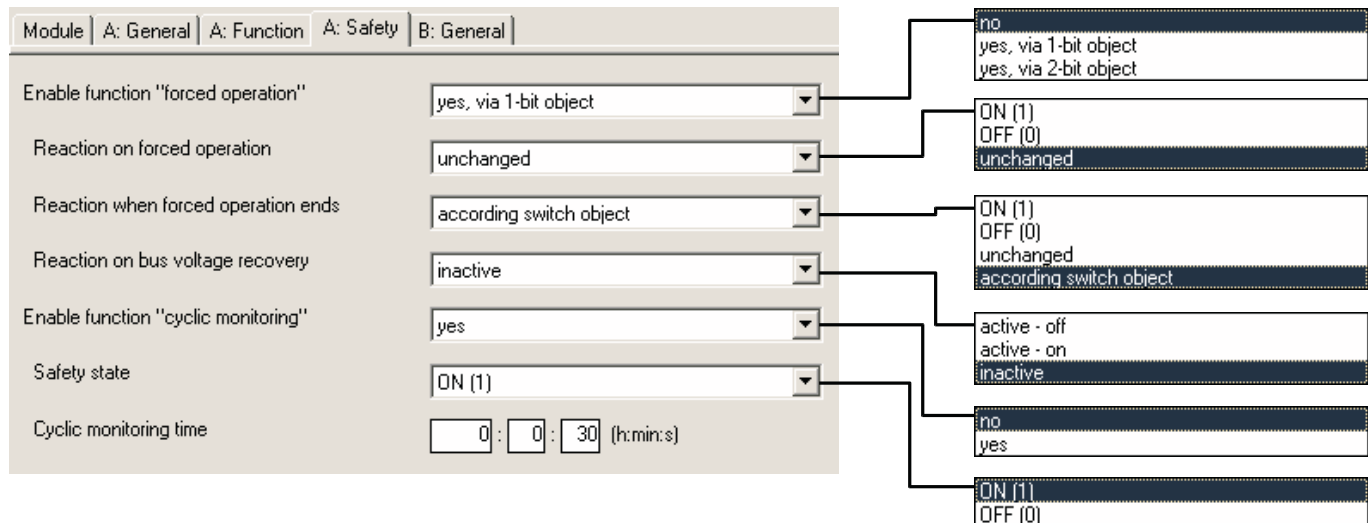 Module A: General A: Function A: Safety B: General
Enable function "forced operation" yes, via 1-bit object
Reaction on forced operation unchanged
Reaction when forced operation ends according switch object
Reaction on bus voltage recovery inactive
Enable function "cyclic monitoring" yes
Safety state ON (1)
Cyclic monitoring time 0 : 0 : 30 (h:min:s)
no
yes, via 1-bit object
yes, via 2-bit object
ON (1)
OFF (0)
unchanged
ON (1)
OFF (0)
unchanged
according switch object
active - off
active - on
inactive
no
yes
ON (1)
OFF (0)